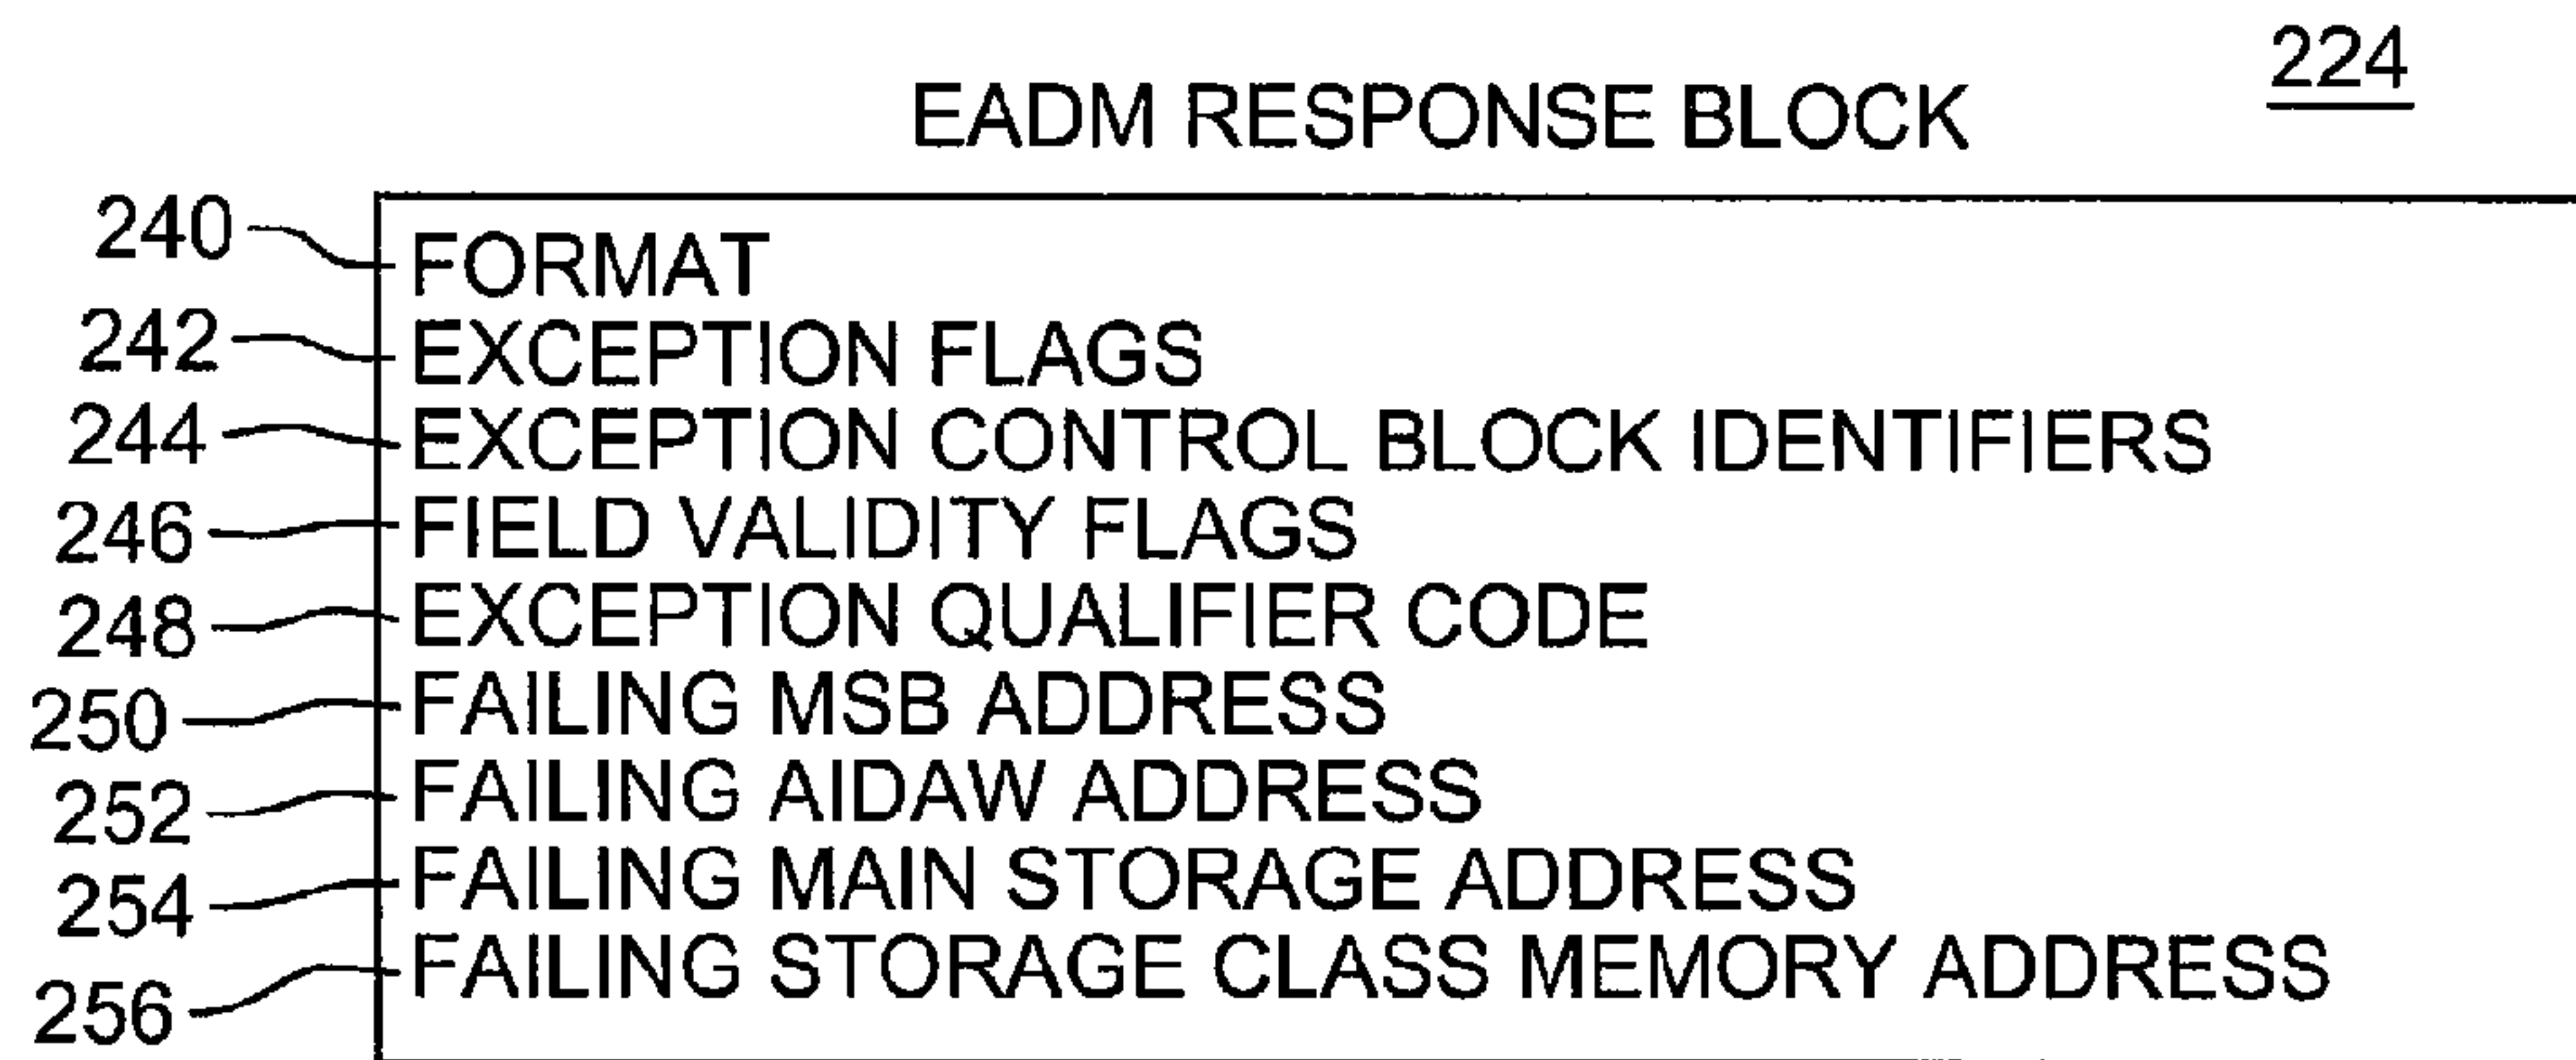 224
EADM RESPONSE BLOCK
240 FORMAT
242 EXCEPTION FLAGS
244 EXCEPTION CONTROL BLOCK IDENTIFIERS
246 FIELD VALIDITY FLAGS
248 EXCEPTION QUALIFIER CODE
250 FAILING MSB ADDRESS
252 FAILING AIDAW ADDRESS
254 FAILING MAIN STORAGE ADDRESS
256 FAILING STORAGE CLASS MEMORY ADDRESS